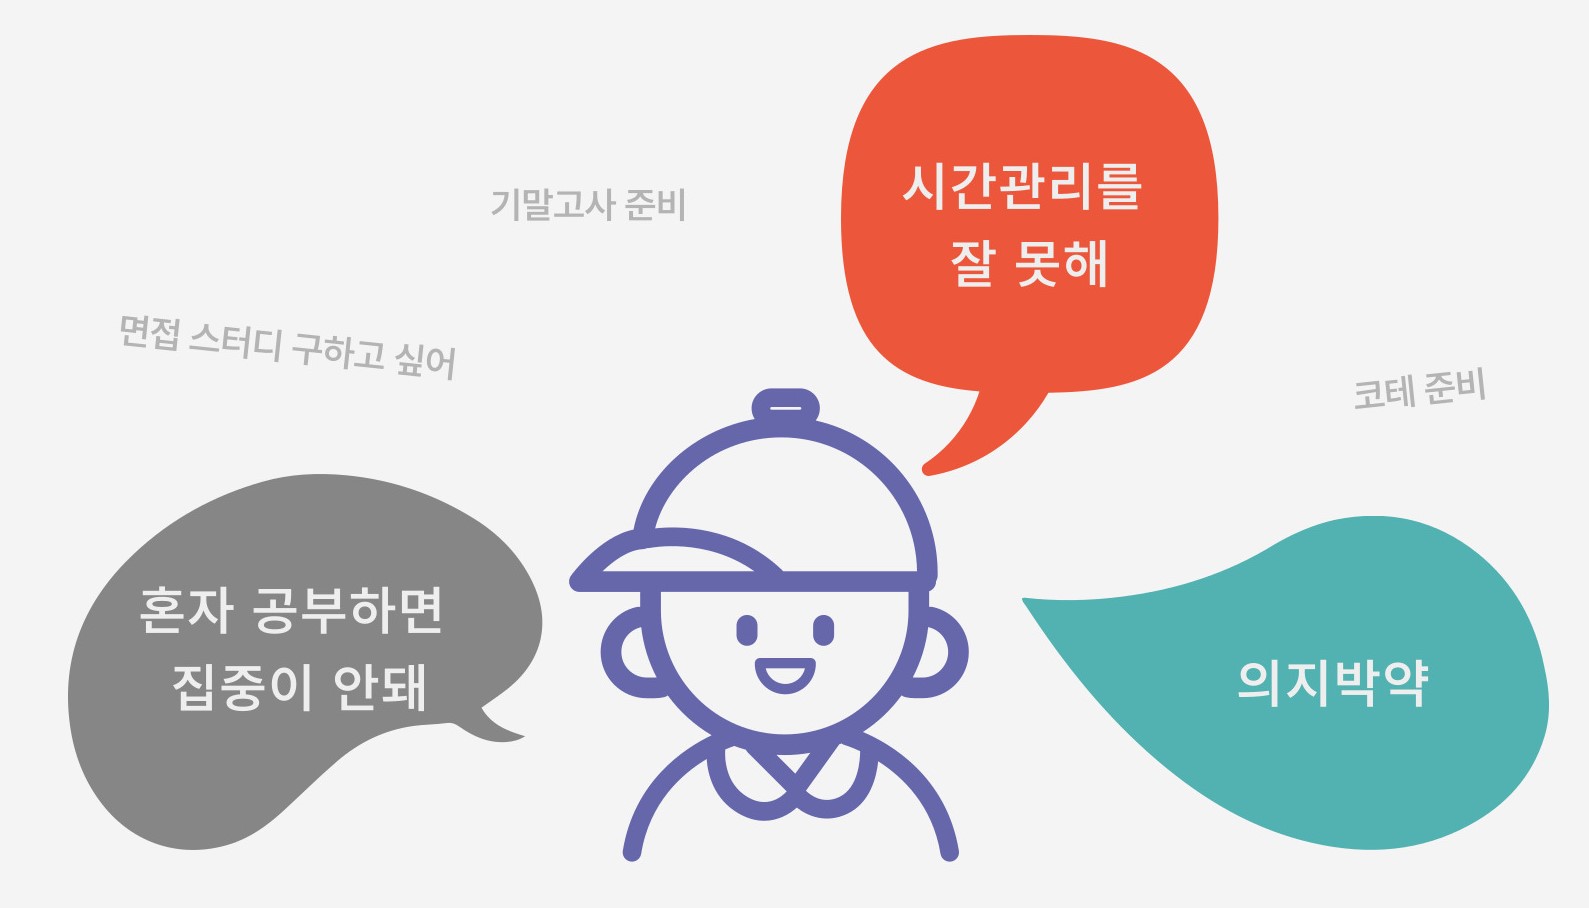 시간관리를
잘 못해
기말고사 준비
면접 스터디 구하고 싶어
코테 준비
혼자 공부하면
집중이 안돼
의지박약